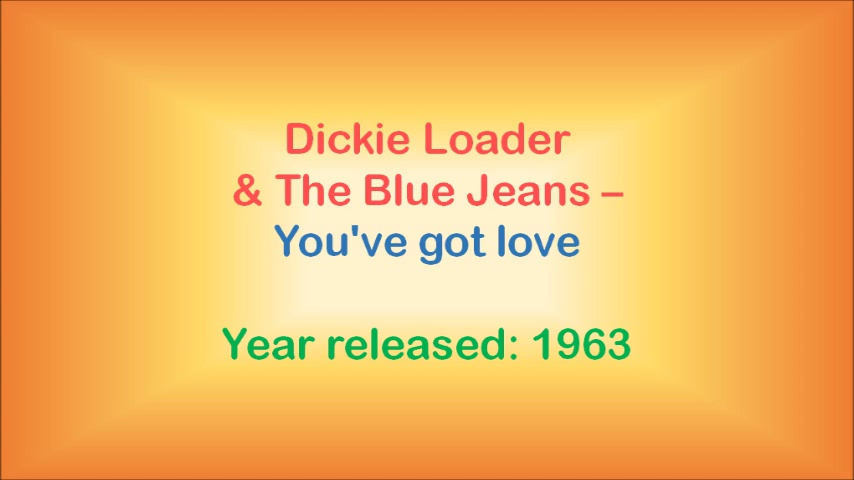 Dickie Loader
& The Blue Jeans –
You've got love
Year released: 1963